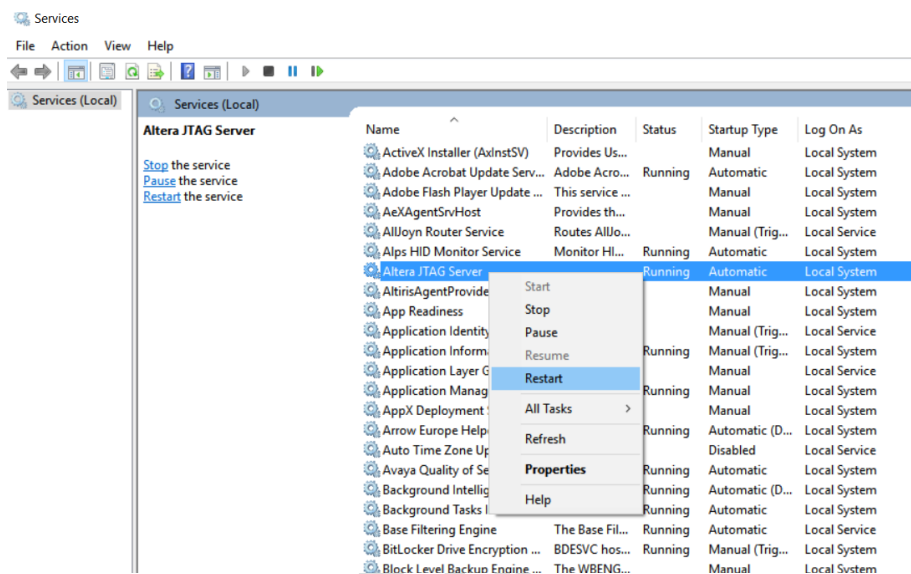 Services
File Action View Help
Services (Local)
Services (Local)
Altera JTAG Server
Stop the service
Pause the service
Restart the service
Name Description Status Startup Type Log On As
ActiveX Installer (AxInstSV) Provides Us... Manual Local System
Adobe Acrobat Update Serv... Adobe Acro... Running Automatic Local System
Adobe Flash Player Update ... This service ... Manual Local System
AeXAgentSrvHost Provides th... Manual Local System
AllJoyn Router Service Routes AllJo... Manual (Trig... Local Service
Alps HID Monitor Service Monitor HI... Running Automatic Local System
Altera JTAG Server Running Automatic Local System
AltirisAgentProvide Manual Local System
App Readiness Manual Local System
Application Identity Manual (Trig... Local Service
Application Inform Running Manual (Trig... Local System
Application Layer G Manual Local Service
Application Manag Running Manual Local System
AppX Deployment Manual Local System
Arrow Europe Help Running Automatic (D... Local System
Auto Time Zone Up Disabled Local Service
Avaya Quality of Se Running Automatic Local System
Background Intellig Running Automatic (D... Local System
Background Tasks I Running Automatic Local System
Base Filtering Engine The Base Fil... Running Automatic Local Service
BitLocker Drive Encryption ... BDESVC hos... Running Manual (Trig... Local System
Block Level Backup Engine ... The WBENG... Manual Local System
Start
Stop
Pause
Resume
Restart
All Tasks
Refresh
Properties
Help